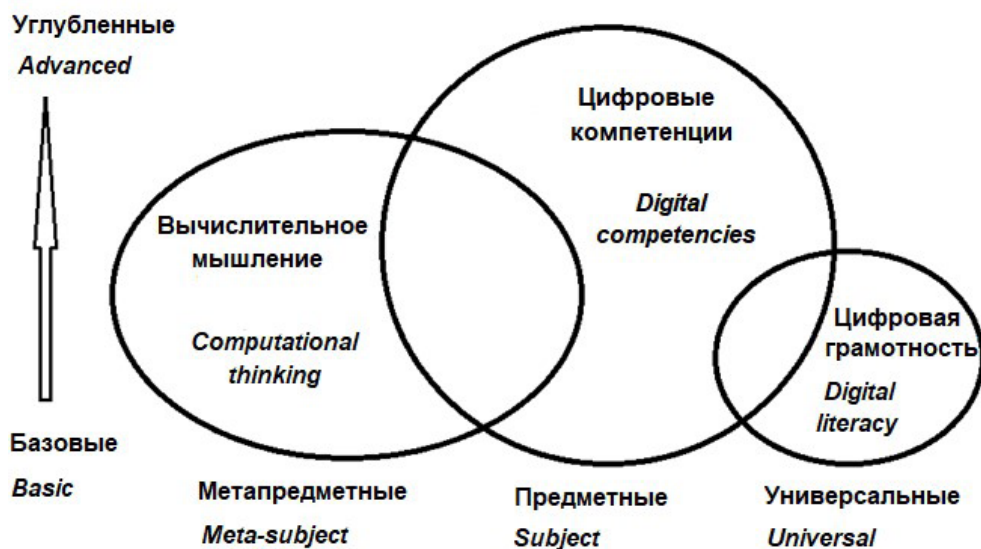 Углубленные
Advanced
Цифровые
компетенции
Digital
competencies
Вычислительное
мышление
Computational
thinking
Цифровая
грамотность
Digital
literacy
Базовые
Basic
Метапредметные
Meta-subject
Предметные
Subject
Универсальные
Universal